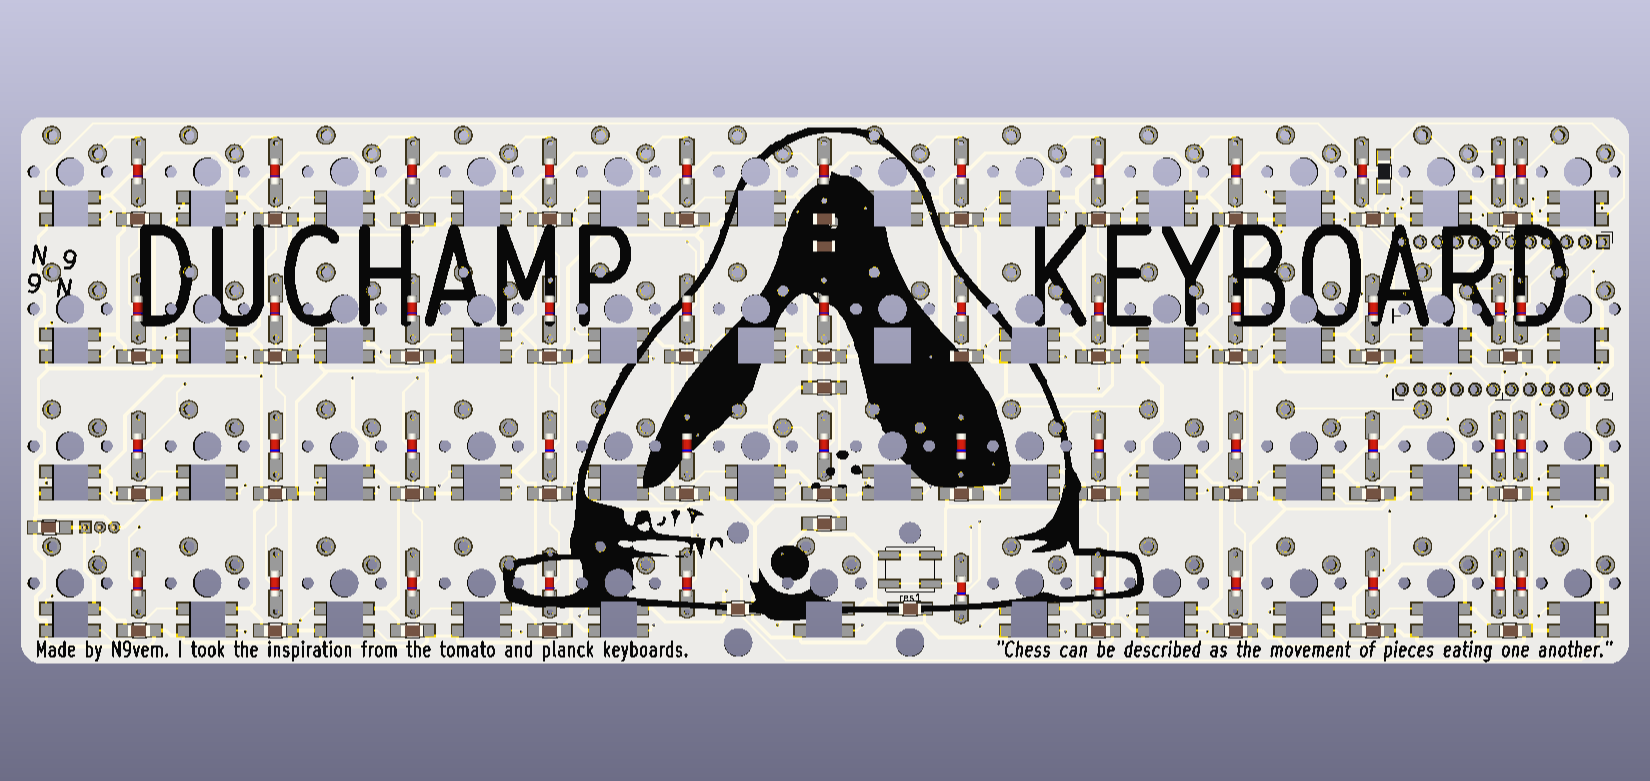 DUCHAMP KEYBOARD
N 9
9 N
res1
Made by N9vem. I took the inspiration from the tomato and planck keyboards.
"Chess can be described as the movement of pieces eating one another."